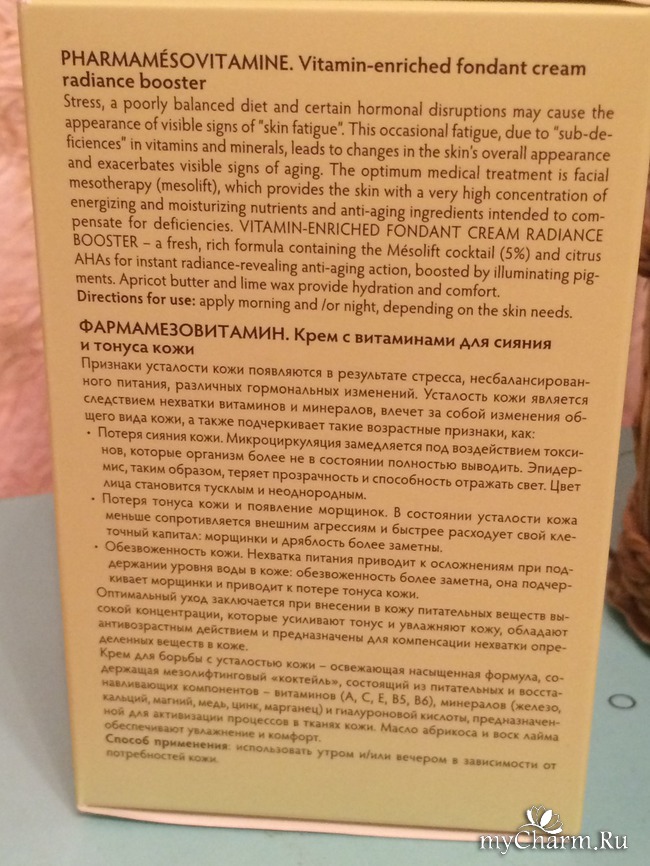 PHARMAMÉSOVITAMINE. Vitamin-enriched fondant cream
radiance booster
Stress, a poorly balanced diet and certain hormonal disruptions may cause the
appearance of visible signs of "skin fatigue". This occasional fatigue, due to "sub-de-
ficiences" in vitamins and minerals, leads to changes in the skin's overall appearance
and exacerbates visible signs of aging. The optimum medical treatment is facial
mesotherapy (mesolift), which provides the skin with a very high concentration of
energizing and moisturizing nutrients and anti-aging ingredients intended to com-
pensate for deficiencies. VITAMIN-ENRICHED FONDANT CREAM RADIANCE
BOOSTER – a fresh, rich formula containing the Mésolift cocktail (5%) and citrus
AHAs for instant radiance-revealing anti-aging action, boosted by illuminating pig-
ments. Apricot butter and lime wax provide hydration and comfort.
Directions for use: apply morning and /or night, depending on the skin needs.
ФАРМАМЕЗОВИТАМИН. Крем с витаминами для сияния
и тонуса кожи
Признаки усталости кожи появляются в результате стресса, несбалансирован-
ного питания, различных гормональных изменений. Усталость кожи является
следствием нехватки витаминов и минералов, влечет за собой изменения об-
щего вида кожи, а также подчеркивает такие возрастные признаки, как:
• Потеря сияния кожи. Микроциркуляция замедляется под воздействием токси-
нов, которые организм более не в состоянии полностью выводить. Эпидер-
мис, таким образом, теряет прозрачность и способность отражать свет. Цвет
лица становится тусклым и неоднородным.
• Потеря тонуса кожи и появление морщинок. В состоянии усталости кожа
меньше сопротивляется внешним агрессиям и быстрее расходует свой кле-
точный капитал: морщинки и дряблость более заметны.
• Обезвоженность кожи. Нехватка питания приводит к осложнениям при под-
держании уровня воды в коже: обезвоженность более заметна, она подчер-
кивает морщинки и приводит к потере тонуса кожи.
Оптимальный уход заключается при внесении в кожу питательных веществ вы-
сокой концентрации, которые усиливают тонус и увлажняют кожу, обладают
антивозрастным действием и предназначены для компенсации нехватки опре-
деленных веществ в коже.
Крем для борьбы с усталостью кожи – освежающая насыщенная формула, со-
держащая мезолифтинговый «коктейль», состоящий из питательных и восста-
навливающих компонентов – витаминов (A, C, E, B5, B6), минералов (железо,
кальций, магний, медь, цинк, марганец) и гиалуроновой кислоты, предназначен-
ной для активизации процессов в тканях кожи. Масло абрикоса и воск лайма
обеспечивают увлажнение и комфорт.
Способ применения: использовать утром и/или вечером в зависимости от
потребностей кожи.
myCharm.Ru